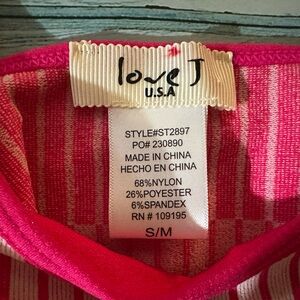 love J
U.S.A
STYLE#ST2897
PO# 230890
MADE IN CHINA
HECHO EN CHINA
68%NYLON
26%POYESTER
6%SPANDEX
RN # 109195
S/M